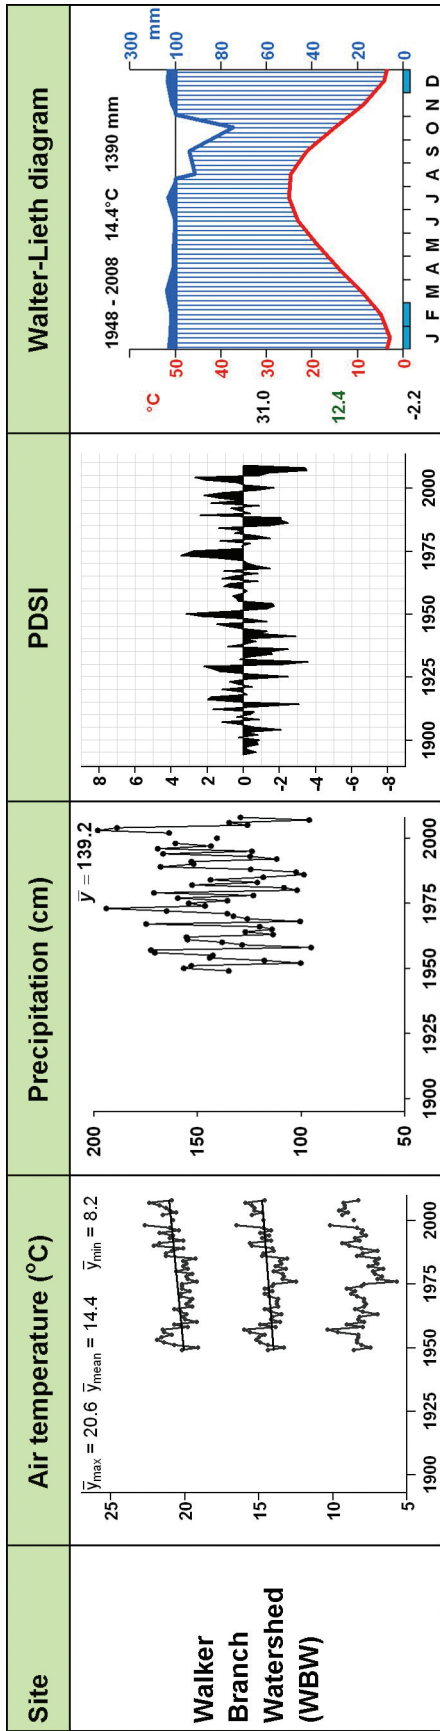 Site
Air temperature (°C)
Precipitation (cm)
PDSI
Walter-Lieth diagram
Walker
Branch
Watershed
(WBW)
y̅max = 20.6 y̅mean = 14.4 y̅min = 8.2
25
20
15
10
5
1900 1925 1950 1975 2000
y̅ = 139.2
200
150
100
50
1900 1925 1950 1975 2000
8
6
4
2
0
-2
-4
-6
-8
1900 1925 1950 1975 2000
°C
mm
300
1948 - 2008 14.4°C 1390 mm
50 100
40 80
31.0 30 60
20 40
12.4 10 20
-2.2 0 0
J F M A M J J A S O N D